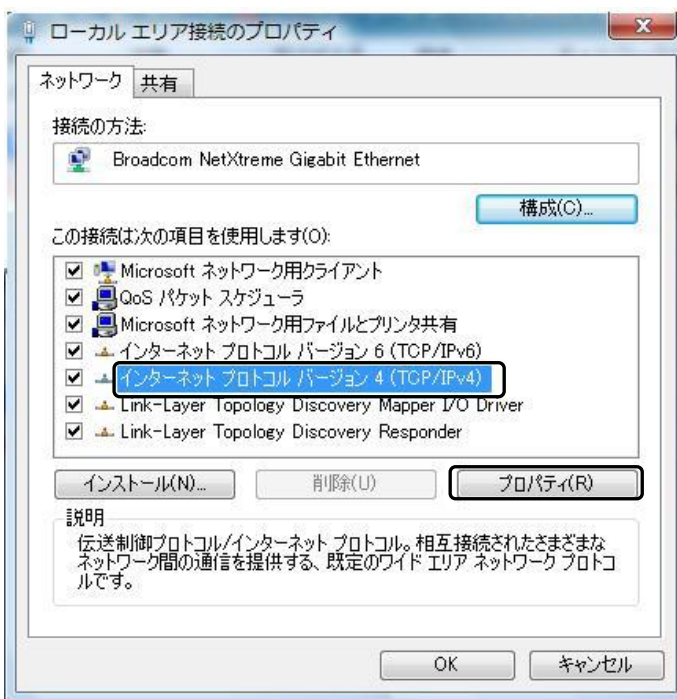 ローカル エリア接続のプロパティ
ネットワーク 共有
接続の方法:
Broadcom NetXtreme Gigabit Ethernet
構成(C)...
この接続は次の項目を使用します(O):
Microsoft ネットワーク用クライアント
QoS パケット スケジューラ
Microsoft ネットワーク用ファイルとプリンタ共有
インターネット プロトコル バージョン 6 (TCP/IPv6)
インターネット プロトコル バージョン 4 (TCP/IPv4)
Link-Layer Topology Discovery Mapper I/O Driver
Link-Layer Topology Discovery Responder
インストール(N)... 削除(U) プロパティ(R)
説明
伝送制御プロトコル/インターネット プロトコル。相互接続されたさまざまな
ネットワーク間の通信を提供する、既定のワイド エリア ネットワーク プロトコ
ルです。
OK キャンセル